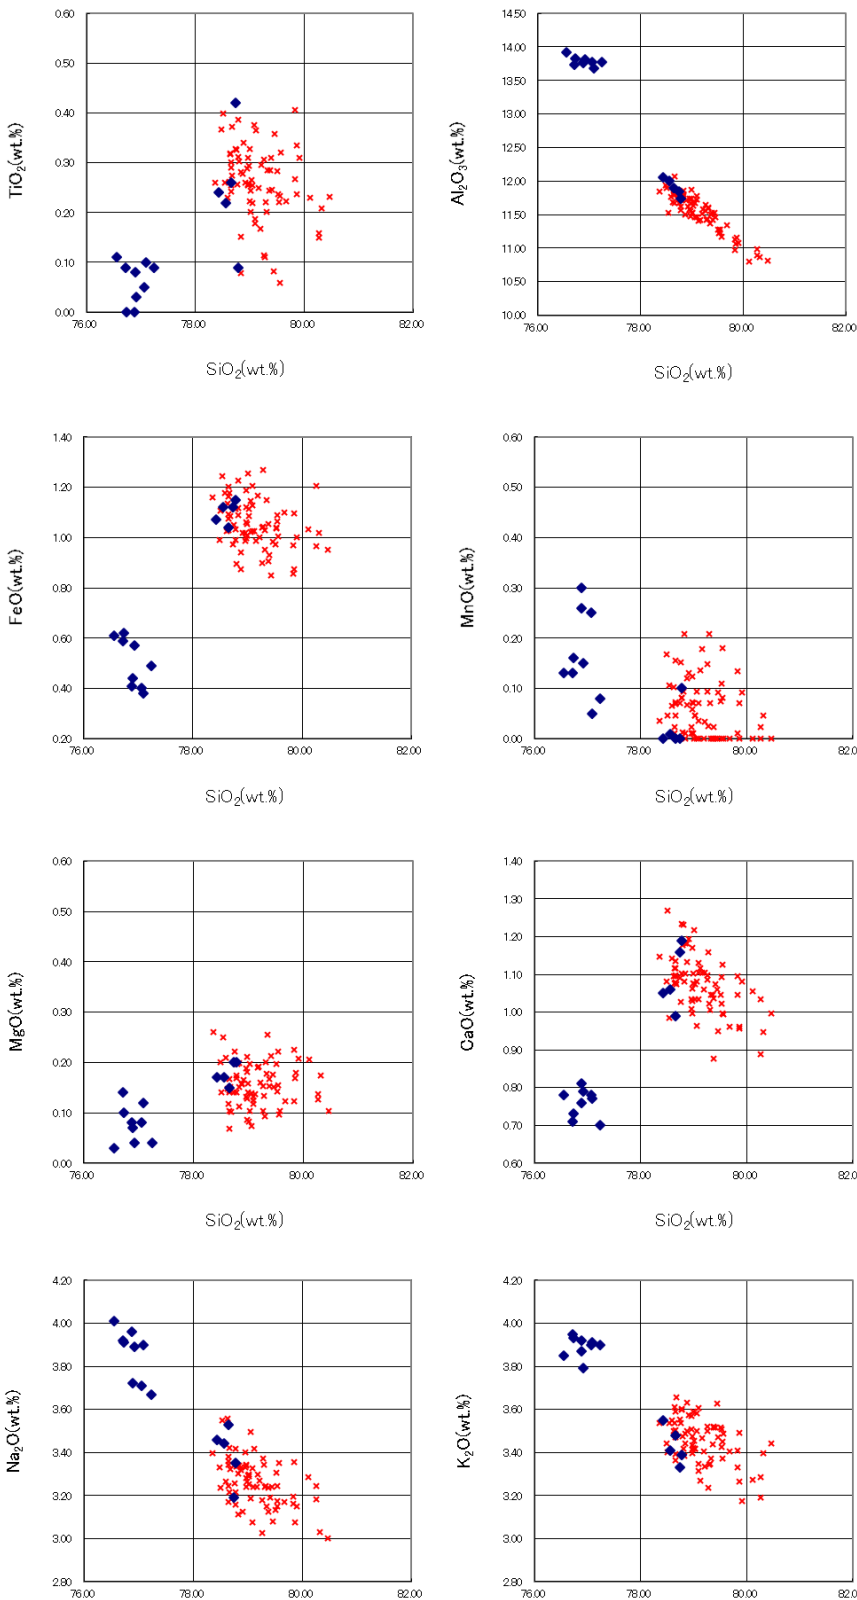 0.60
0.50
0.40
0.30
0.20
0.10
0.00
TiO₂(wt.%)
76.00 78.00 80.00 82.00
SiO₂(wt.%)
14.50
14.00
13.50
13.00
12.50
12.00
11.50
11.00
10.50
10.00
Al₂O₃(wt.%)
76.00 78.00 80.00 82.00
SiO₂(wt.%)
1.40
1.20
1.00
0.80
0.60
0.40
0.20
FeO(wt.%)
76.00 78.00 80.00 82.00
SiO₂(wt.%)
0.60
0.50
0.40
0.30
0.20
0.10
0.00
MnO(wt.%)
76.00 78.00 80.00 82.00
SiO₂(wt.%)
0.60
0.50
0.40
0.30
0.20
0.10
0.00
MgO(wt.%)
76.00 78.00 80.00 82.00
SiO₂(wt.%)
1.40
1.30
1.20
1.10
1.00
0.90
0.80
0.70
0.60
CaO(wt.%)
76.00 78.00 80.00 82.00
SiO₂(wt.%)
4.20
4.00
3.80
3.60
3.40
3.20
3.00
2.80
Na₂O(wt.%)
76.00 78.00 80.00 82.00
4.20
4.00
3.80
3.60
3.40
3.20
3.00
2.80
K₂O(wt.%)
76.00 78.00 80.00 82.00